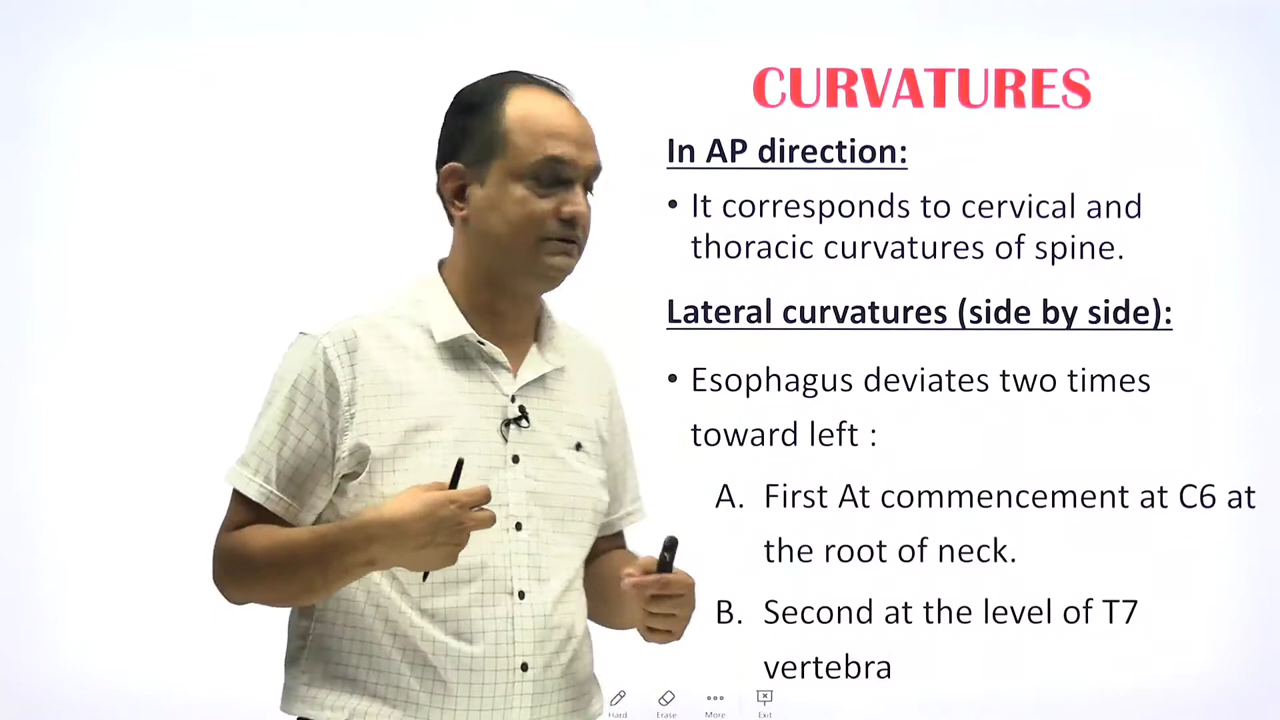 CURVATURES
In AP direction:
• It corresponds to cervical and
thoracic curvatures of spine.
Lateral curvatures (side by side):
• Esophagus deviates two times
toward left :
A. First At commencement at C6 at
the root of neck.
B. Second at the level of T7
vertebra
Hard Erase More Exit